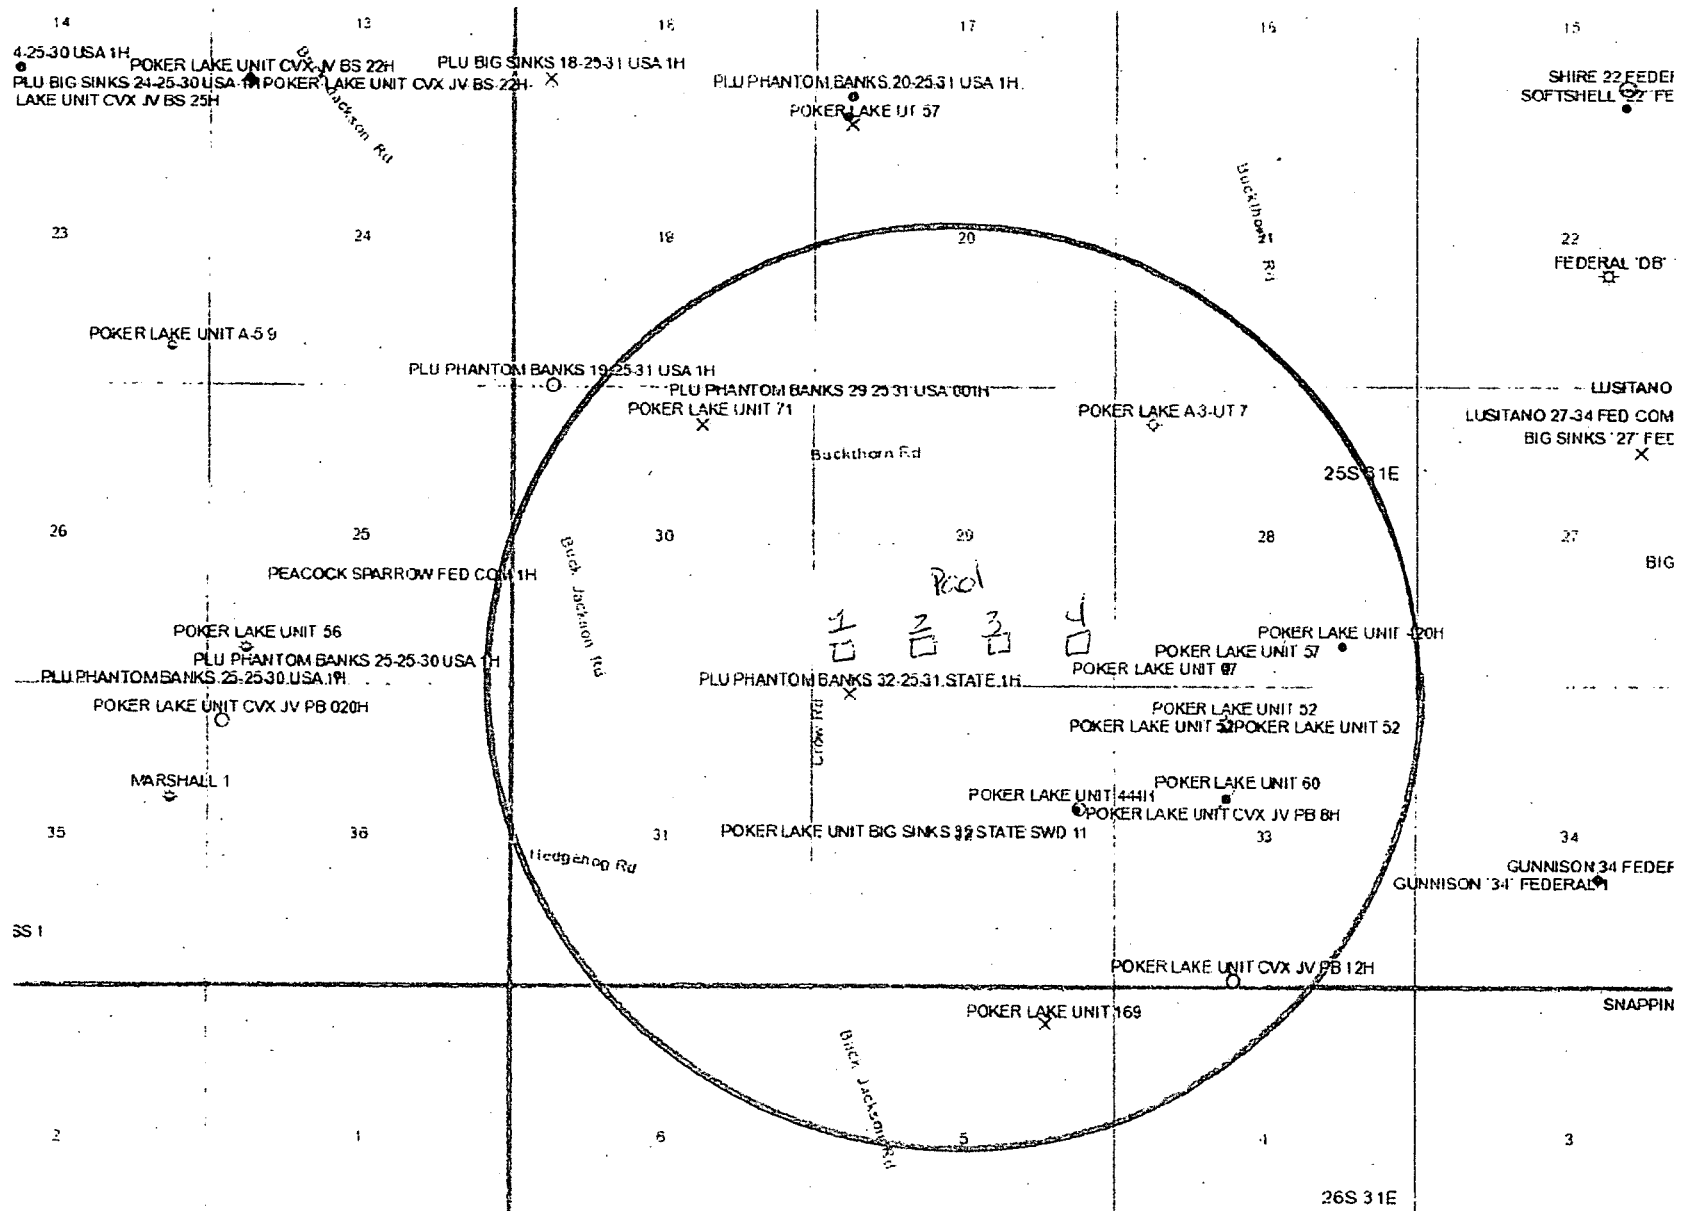 14 13 18 17 16 15
4-25-30 USA 1H
POKER LAKE UNIT CVX JV BS 22H
PLU BIG SINKS 18-25-31 USA 1H
PLU PHANTOM BANKS 20-25-31 USA 1H
SHIRE 22 FEDER
PLU BIG SINKS 24-25-30 USA 1H POKER LAKE UNIT CVX JV BS 22H
SOFTSHELL "22" FE
LAKE UNIT CVX JV BS 25H
POKER LAKE UT 57
Buck Jackson Rd
Buckthorn Rd
23 24 19 20 21 22
FEDERAL 'DB'
POKER LAKE UNIT A-5 9
PLU PHANTOM BANKS 19-25-31 USA 1H
PLU PHANTOM BANKS 29 25 31 USA 001H
LUSITANO
POKER LAKE UNIT 71
POKER LAKE A-3-UT 7
LUSITANO 27-34 FED COM
BIG SINKS '27' FEE
Buckthorn Rd
25S 31E
26 25 30 29 28 27
BIG
Buck Jackson Rd
PEACOCK SPARROW FED COM 1H
Pool
1 2 3 4
POKER LAKE UNIT 56
POKER LAKE UNIT 420H
POKER LAKE UNIT 57
PLU PHANTOM BANKS 25-25-30 USA 1H
POKER LAKE UNIT
PLU PHANTOM BANKS 25-25-30 USA 1H
PLU PHANTOM BANKS 32-25-31 STATE 1H
POKER LAKE UNIT CVX JV PB 020H
POKER LAKE UNIT 52
POKER LAKE UNIT 52 POKER LAKE UNIT 52
Crow Rd
MARSHALL 1
POKER LAKE UNIT 60
POKER LAKE UNIT 444H
POKER LAKE UNIT CVX JV PB 8H
POKER LAKE UNIT BIG SINKS STATE SWD 11
35 36 31 32 33 34
Hedgehog Rd
GUNNISON 34 FEDER
GUNNISON '34' FEDERAL 1
SS 1
POKER LAKE UNIT CVX JV PB 12H
SNAPPIN
POKER LAKE UNIT 169
Buck Jackson Rd
2 1 6 5 4 3
26S 31E